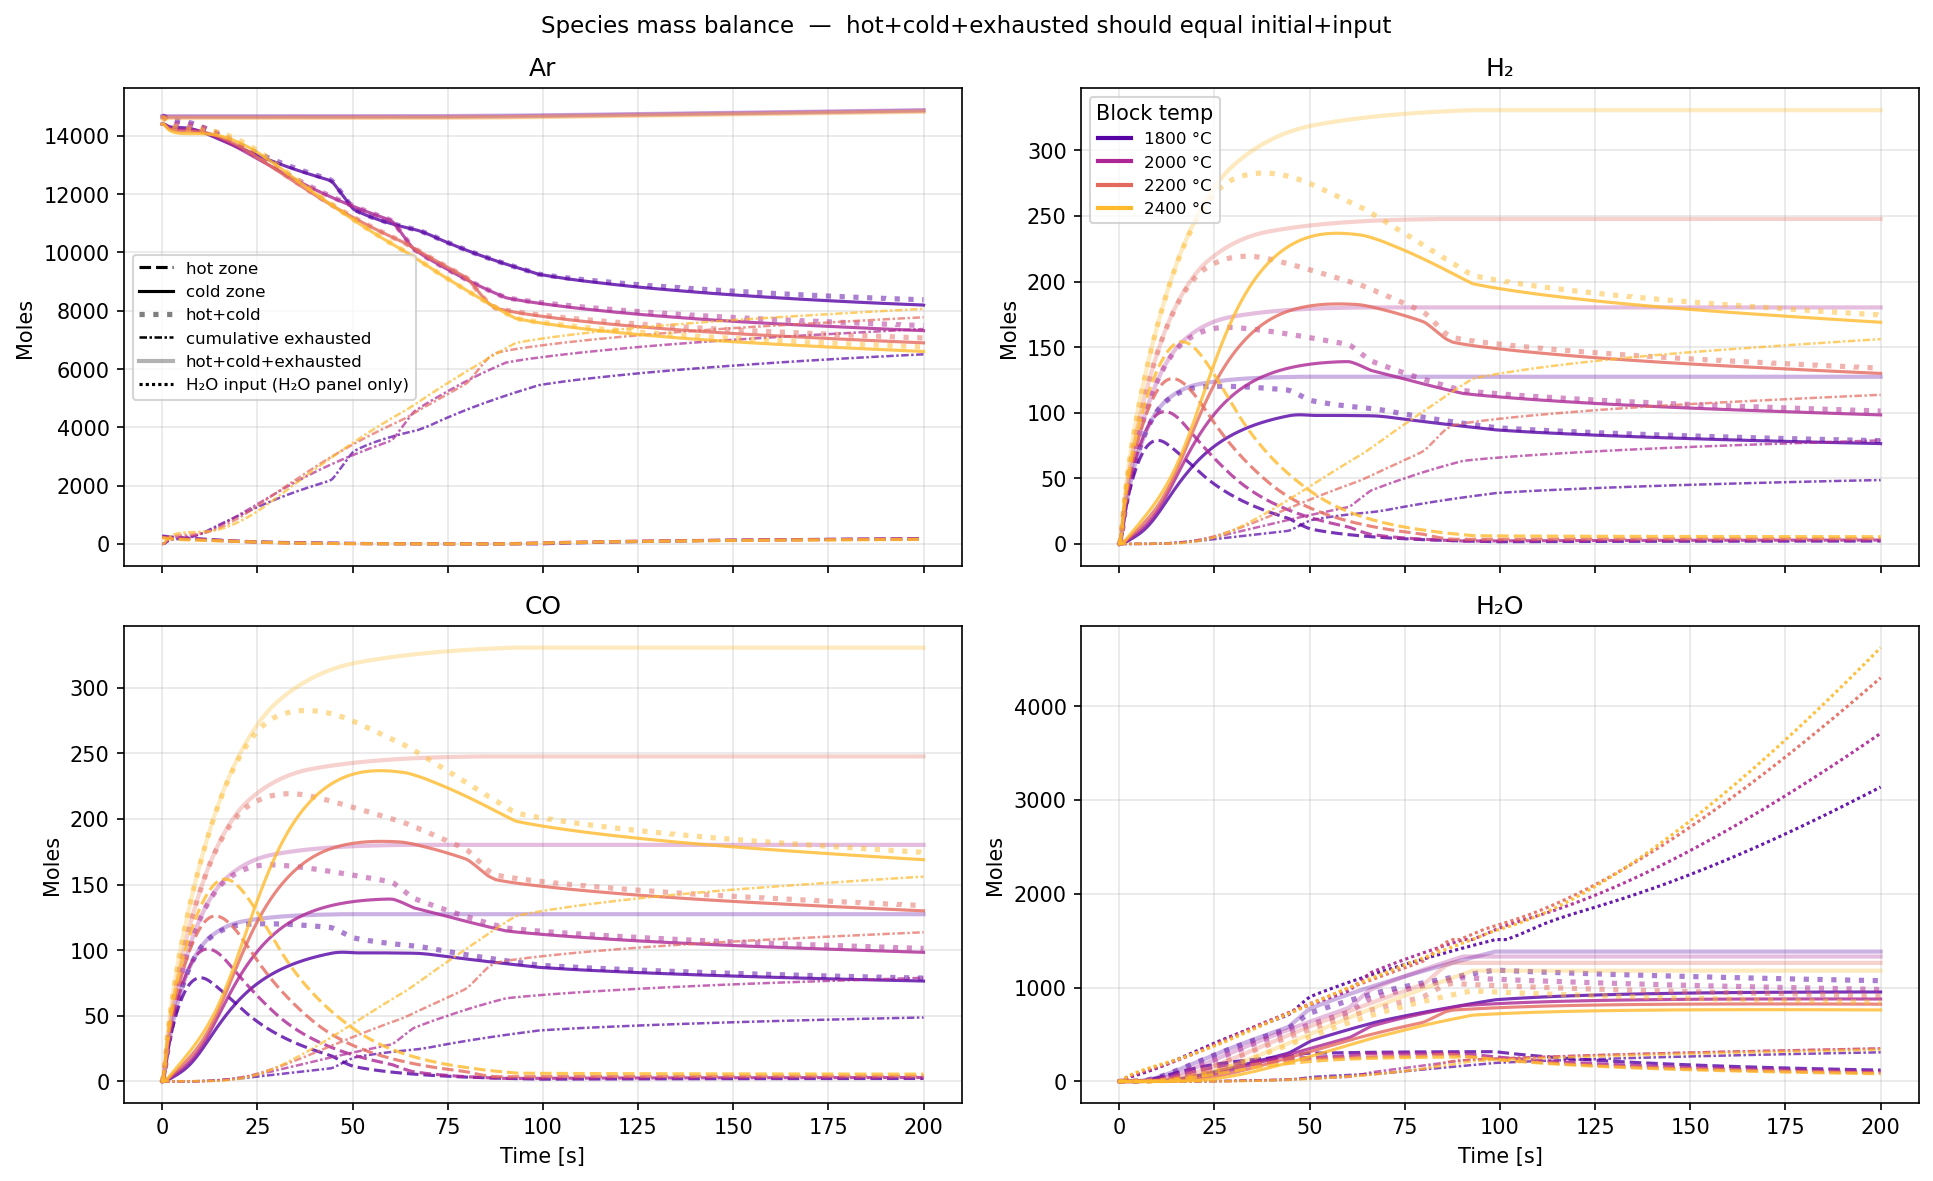 Species mass balance  —  hot+cold+exhausted should equal initial+input
Ar
Moles
14000
12000
10000
8000
6000
4000
2000
0
hot zone
cold zone
hot+cold
cumulative exhausted
hot+cold+exhausted
H₂O input (H₂O panel only)
H₂
Moles
300
250
200
150
100
50
0
Block temp
1800 °C
2000 °C
2200 °C
2400 °C
CO
Moles
300
250
200
150
100
50
0
0 25 50 75 100 125 150 175 200
Time [s]
H₂O
Moles
4000
3000
2000
1000
0
0 25 50 75 100 125 150 175 200
Time [s]